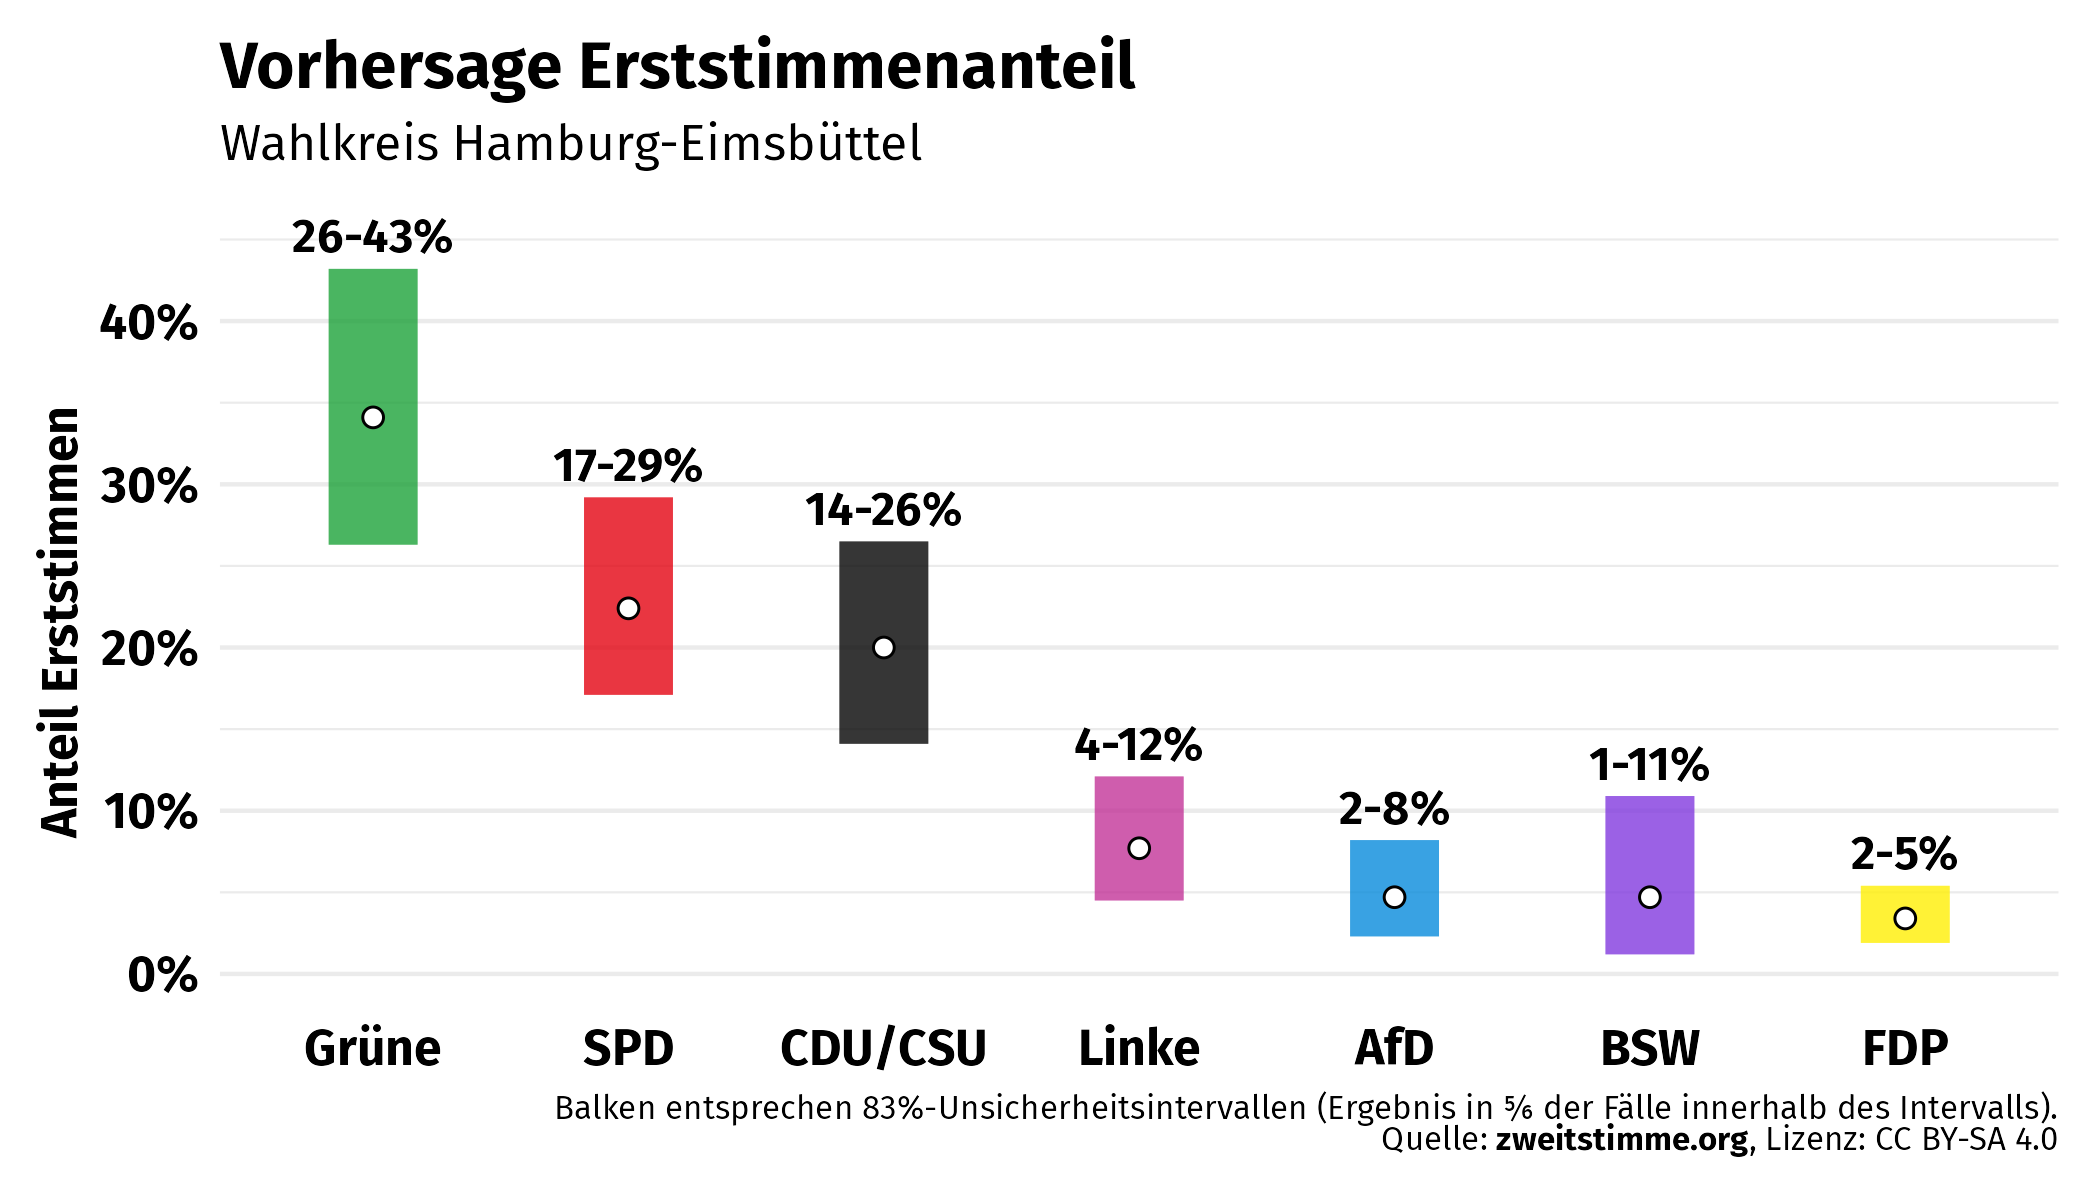 Vorhersage Erststimmenanteil
Wahlkreis Hamburg-Eimsbüttel
Anteil Erststimmen
40%
30%
20%
10%
0%
26-43%
17-29%
14-26%
4-12%
2-8%
1-11%
2-5%
Grüne
SPD
CDU/CSU
Linke
AfD
BSW
FDP
Balken entsprechen 83%-Unsicherheitsintervallen (Ergebnis in ⅚ der Fälle innerhalb des Intervalls).
Quelle: zweitstimme.org, Lizenz: CC BY-SA 4.0